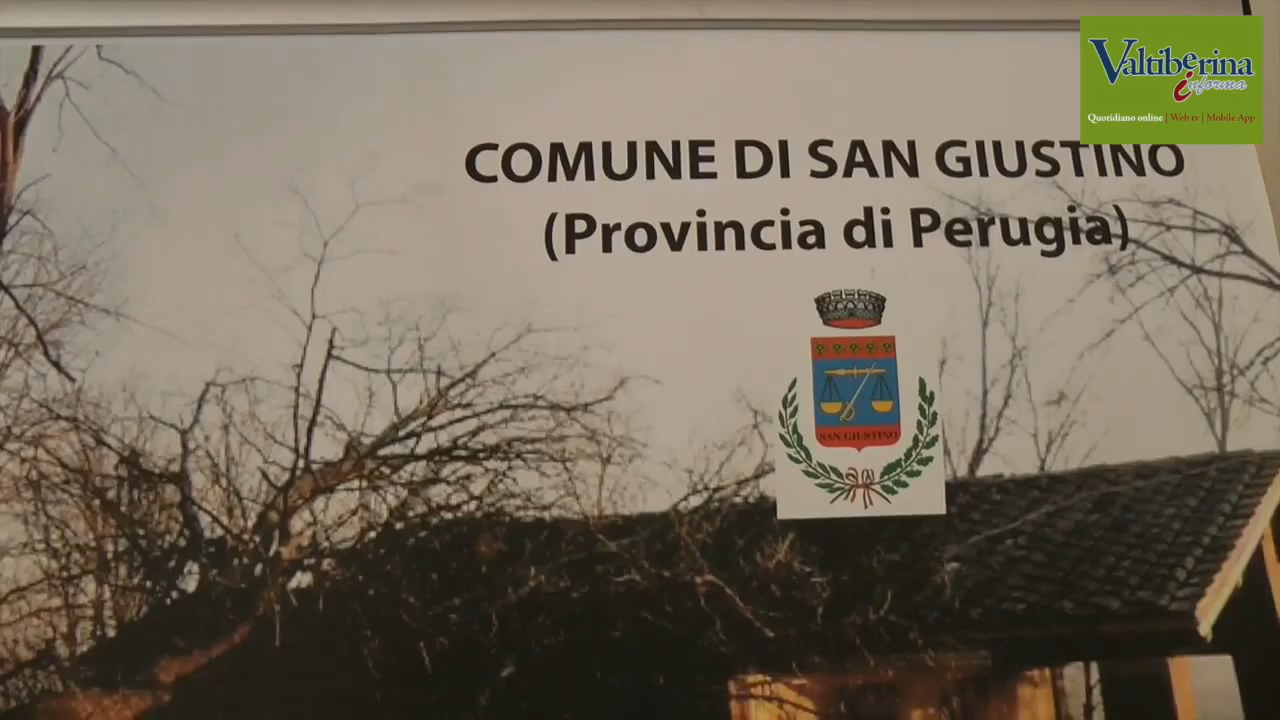 Valtiberina
informa
Quotidiano online | Web tv | Mobile App
COMUNE DI SAN GIUSTINO
(Provincia di Perugia)
SAN GIUSTINO